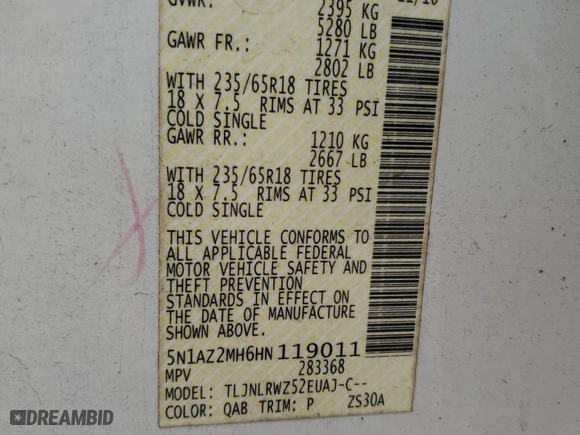 GVWR: 2395 KG 11/16
5280 LB
GAWR FR.: 1271 KG
2802 LB
WITH 235/65R18 TIRES
18 X 7.5 RIMS AT 33 PSI
COLD SINGLE
GAWR RR.: 1210 KG
2667 LB
WITH 235/65R18 TIRES
18 X 7.5 RIMS AT 33 PSI
COLD SINGLE
THIS VEHICLE CONFORMS TO
ALL APPLICABLE FEDERAL
MOTOR VEHICLE SAFETY AND
THEFT PREVENTION
STANDARDS IN EFFECT ON
THE DATE OF MANUFACTURE
SHOWN ABOVE.
5N1AZ2MH6HN119011
MPV 283368
MODEL: TLJNLRWZ52EUAJ-C--
COLOR: QAB TRIM: P ZS30A
DREAMBID